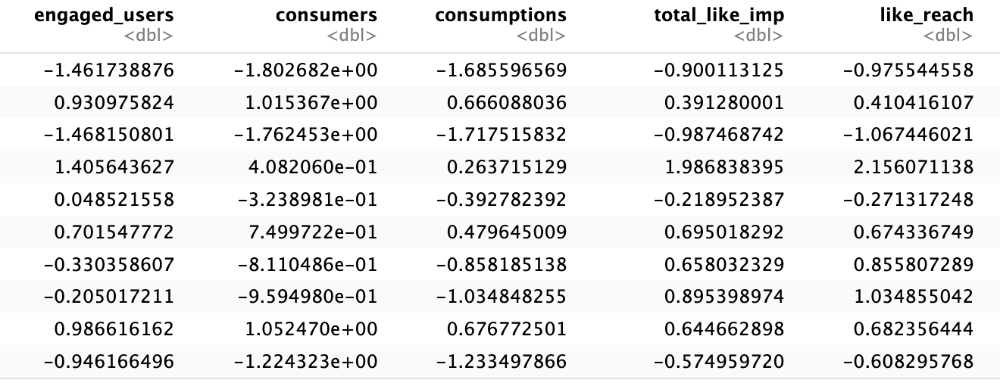 engaged_users consumers consumptions total_like_imp like_reach
<dbl> <dbl> <dbl> <dbl> <dbl>
-1.461738876 -1.802682e+00 -1.685596569 -0.900113125 -0.975544558
0.930975824 1.015367e+00 0.666088036 0.391280001 0.410416107
-1.468150801 -1.762453e+00 -1.717515832 -0.987468742 -1.067446021
1.405643627 4.082060e-01 0.263715129 1.986838395 2.156071138
0.048521558 -3.238981e-01 -0.392782392 -0.218952387 -0.271317248
0.701547772 7.499722e-01 0.479645009 0.695018292 0.674336749
-0.330358607 -8.110486e-01 -0.858185138 0.658032329 0.855807289
-0.205017211 -9.594980e-01 -1.034848255 0.895398974 1.034855042
0.986616162 1.052470e+00 0.676772501 0.644662898 0.682356444
-0.946166496 -1.224323e+00 -1.233497866 -0.574959720 -0.608295768